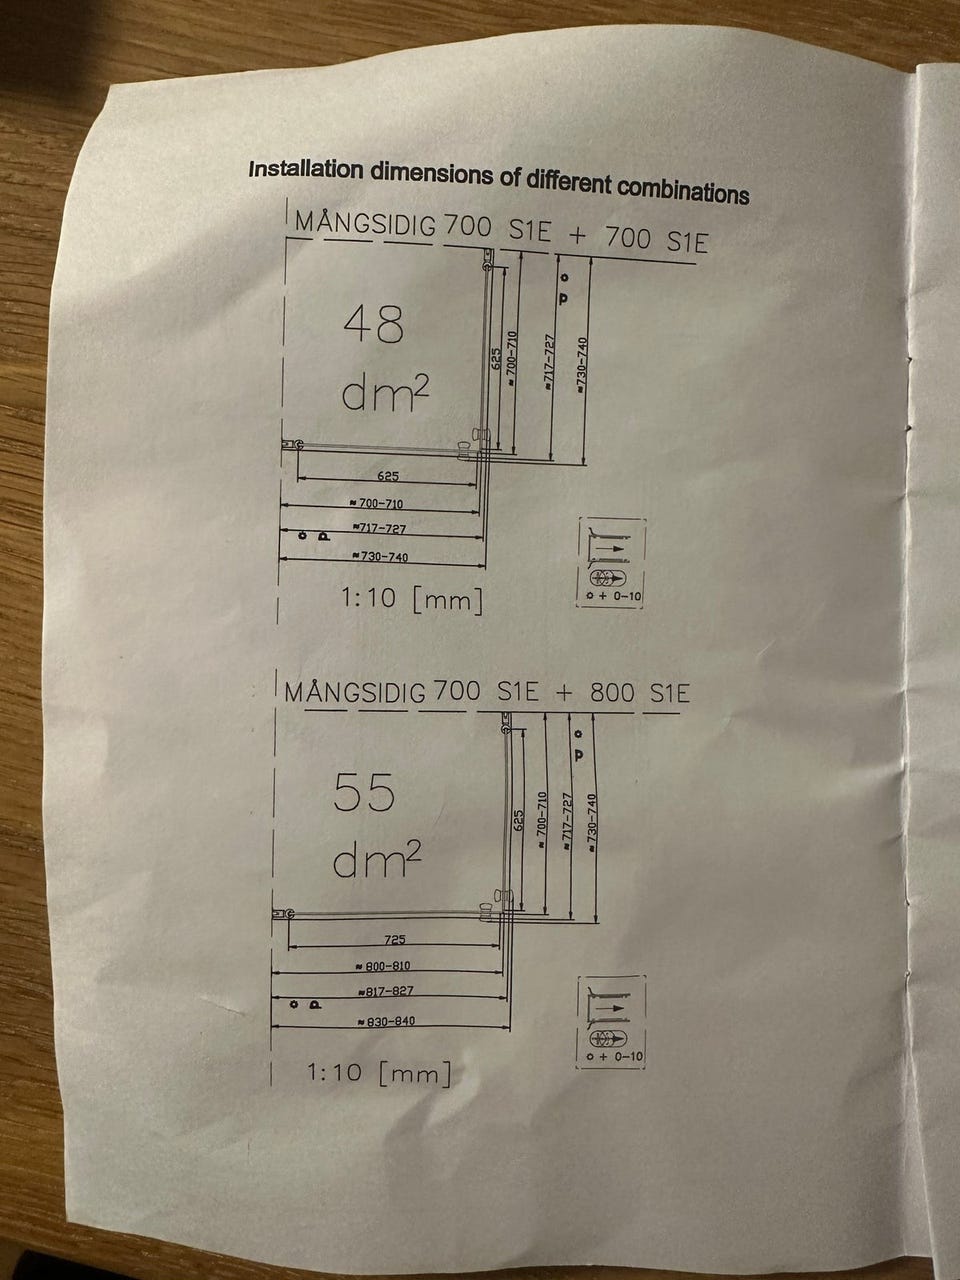 Installation dimensions of different combinations
MÅNGSIDIG 700 S1E + 700 S1E
48
dm²
625
≈ 700-710
≈717-727
≈730-740
625
≈ 700-710
≈717-727
p
≈730-740
1:10 [mm]
+ 0-10
MÅNGSIDIG 700 S1E + 800 S1E
55
dm²
625
≈ 700-710
≈717-727
≈730-740
725
≈ 800-810
≈817-827
≈830-840
1:10 [mm]
+ 0-10